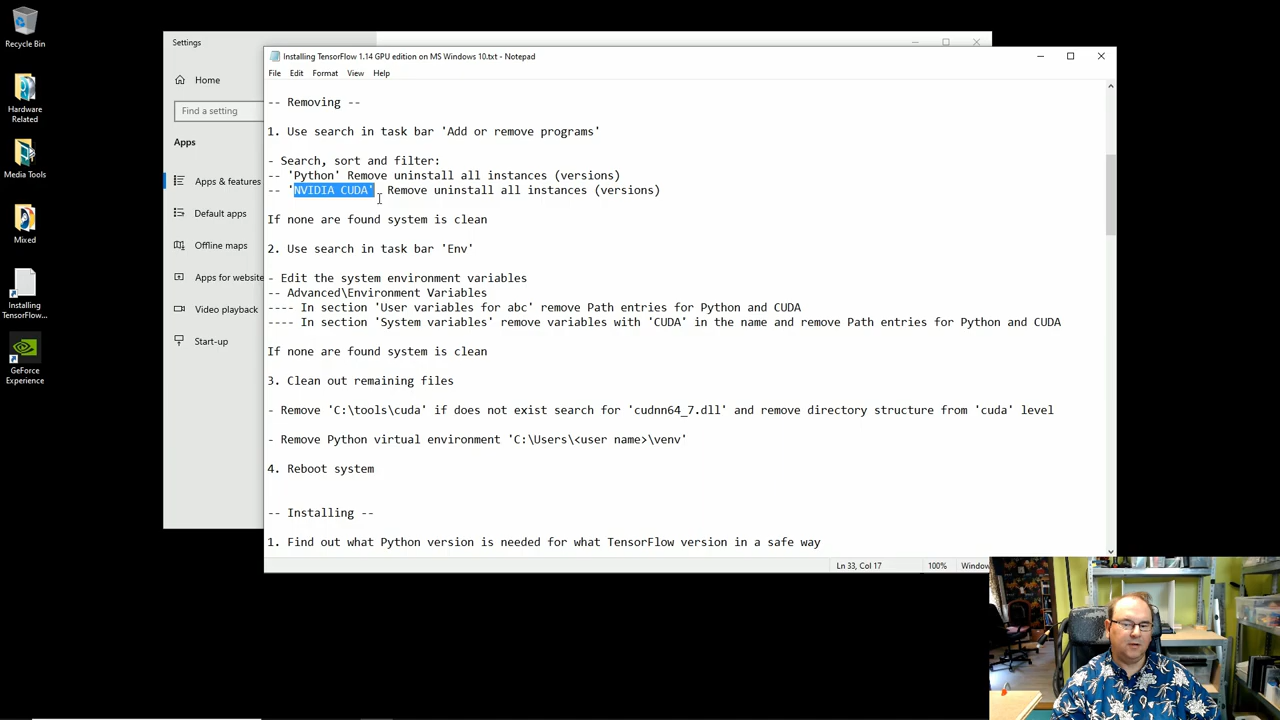 Recycle Bin
Hardware
Related
Media Tools
Mixed
Installing
TensorFlow...
GeForce
Experience
Settings
Home
Find a setting
Apps
Apps & features
Default apps
Offline maps
Apps for website
Video playback
Start-up
Installing TensorFlow 1.14 GPU edition on MS Windows 10.txt - Notepad
File Edit Format View Help
-- Removing --
1. Use search in task bar 'Add or remove programs'
- Search, sort and filter:
-- 'Python' Remove uninstall all instances (versions)
-- 'NVIDIA CUDA'  Remove uninstall all instances (versions)
If none are found system is clean
2. Use search in task bar 'Env'
- Edit the system environment variables
-- Advanced\Environment Variables
---- In section 'User variables for abc' remove Path entries for Python and CUDA
---- In section 'System variables' remove variables with 'CUDA' in the name and remove Path entries for Python and CUDA
If none are found system is clean
3. Clean out remaining files
- Remove 'C:\tools\cuda' if does not exist search for 'cudnn64_7.dll' and remove directory structure from 'cuda' level
- Remove Python virtual environment 'C:\Users\<user name>\venv'
4. Reboot system
-- Installing --
1. Find out what Python version is needed for what TensorFlow version in a safe way
Ln 33, Col 17 100% Window